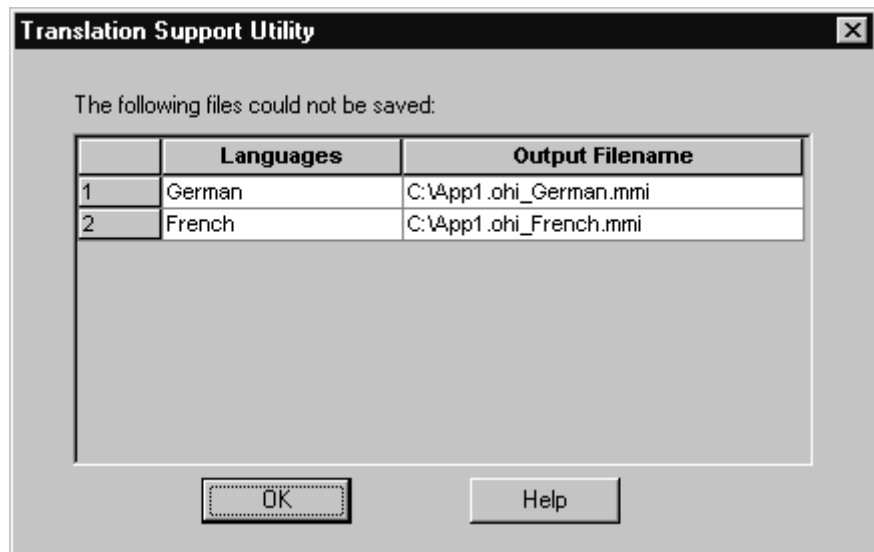 Translation Support Utility
The following files could not be saved:
Languages Output Filename
1 German C:\App1.ohi_German.mmi
2 French C:\App1.ohi_French.mmi
OK Help